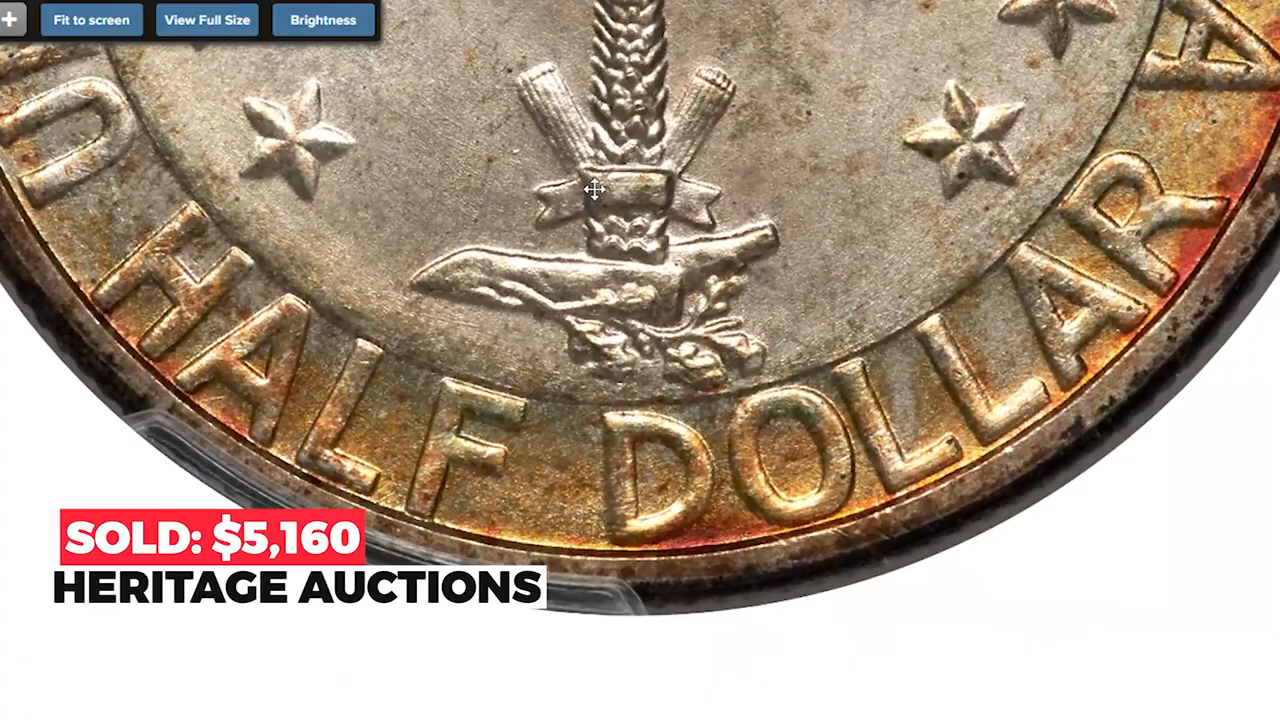 +
Fit to screen View Full Size Brightness
D HALF DOLLAR A
SOLD: $5,160
HERITAGE AUCTIONS